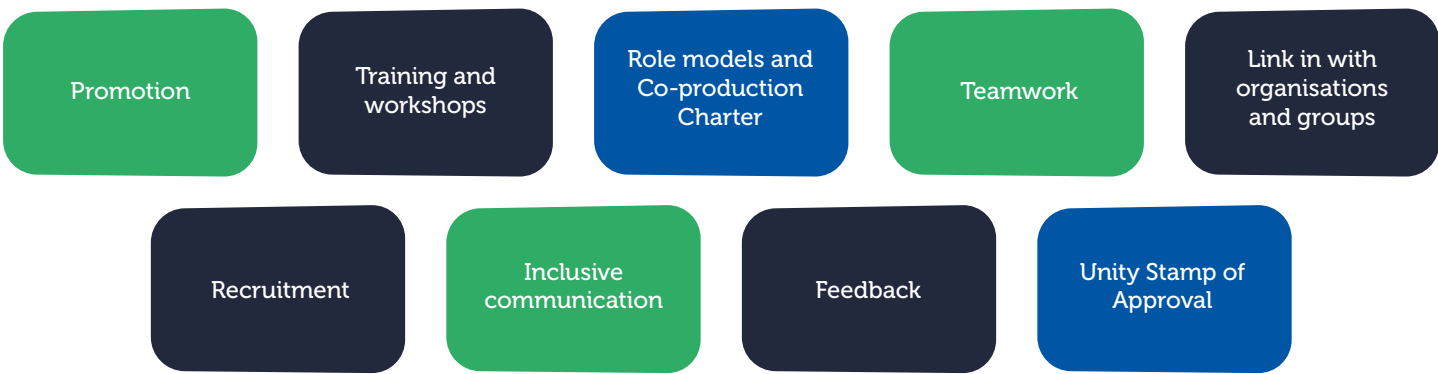 Promotion
Training and
workshops
Role models and
Co-production
Charter
Teamwork
Link in with
organisations
and groups
Recruitment
Inclusive
communication
Feedback
Unity Stamp of
Approval